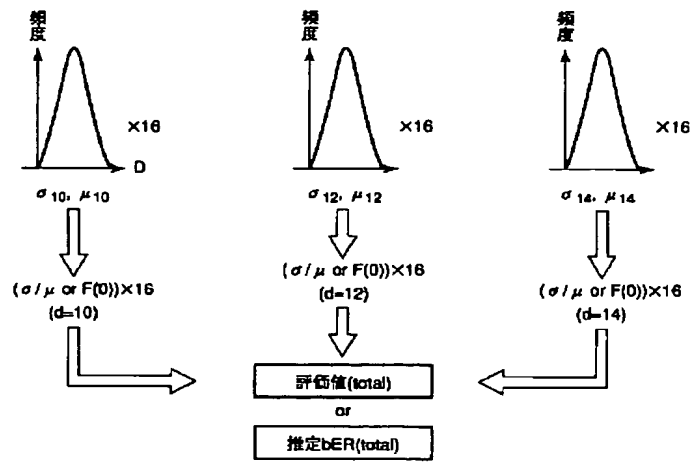 頻度
頻度
頻度
×16
×16
×16
D
σ10, μ10
σ12, μ12
σ14, μ14
(σ/μ or F(0))×16
(d=10)
(σ/μ or F(0))×16
(d=12)
(σ/μ or F(0))×16
(d=14)
評価値(total)
or
推定bER(total)